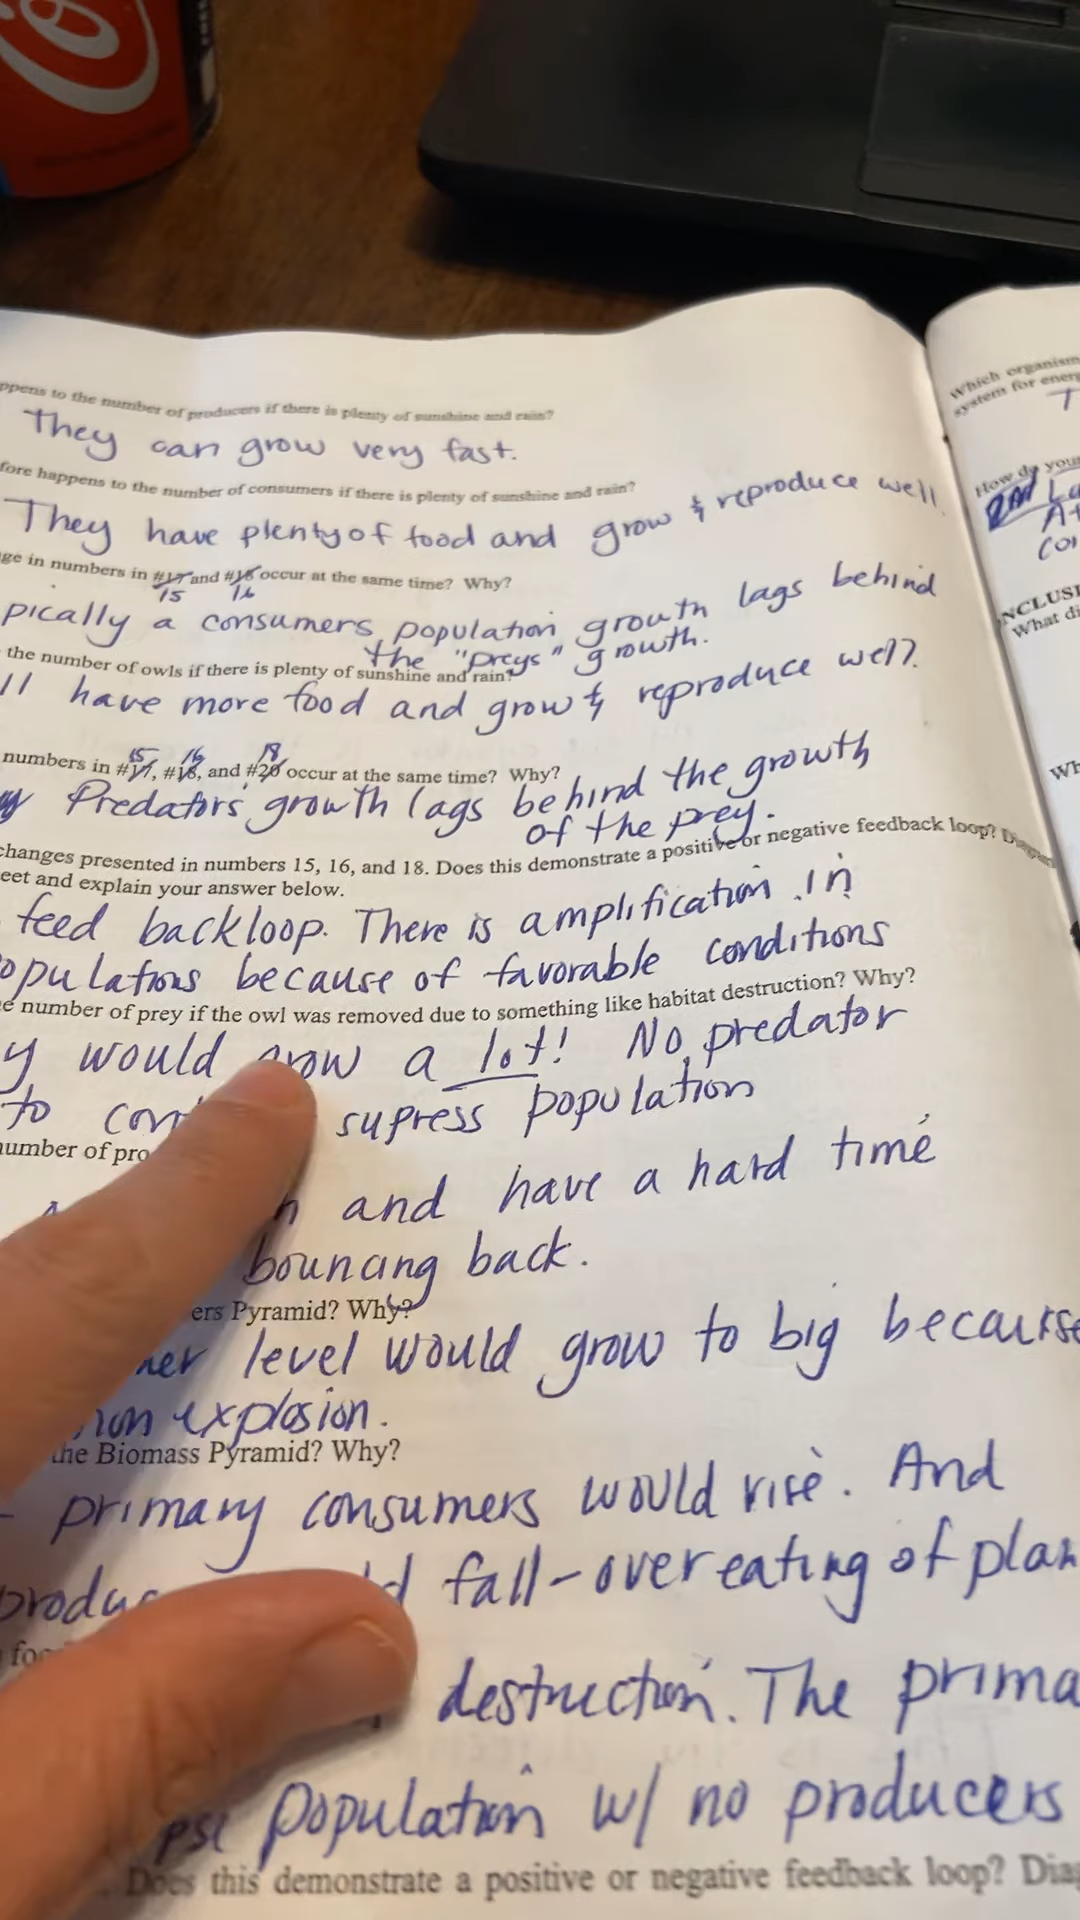 to the number of producers if there is plenty of sunshine and rain?
They can grow very fast.
fore happens to the number of consumers if there is plenty of sunshine and rain?
They have plenty of food and grow & reproduce well.
ge in numbers in #17 and #18 occur at the same time? Why?
15 16
pically a consumers population growth lags behind
the "preys" growth.
the number of owls if there is plenty of sunshine and rain?
ll have more food and grow & reproduce well.
15 16 18
numbers in #17, #18, and #20 occur at the same time? Why?
Predators growth lags behind the growth
of the prey.
changes presented in numbers 15, 16, and 18. Does this demonstrate a positive or negative feedback loop?
eet and explain your answer below.
feed back loop. There is amplification in
opulations because of favorable conditions
e number of prey if the owl was removed due to something like habitat destruction? Why?
y would grow a lot! No predator
to supress population
number of pro
and have a hard time
bouncing back.
ers Pyramid? Why?
level would grow to big because
explosion.
the Biomass Pyramid? Why?
- primary consumers would rise. And
fall - over eating of plan
destruction. The prima
population w/ no producers
Does this demonstrate a positive or negative feedback loop? Diag
Which organism
system for ener
How do your
NCLUSI
What di
Wh